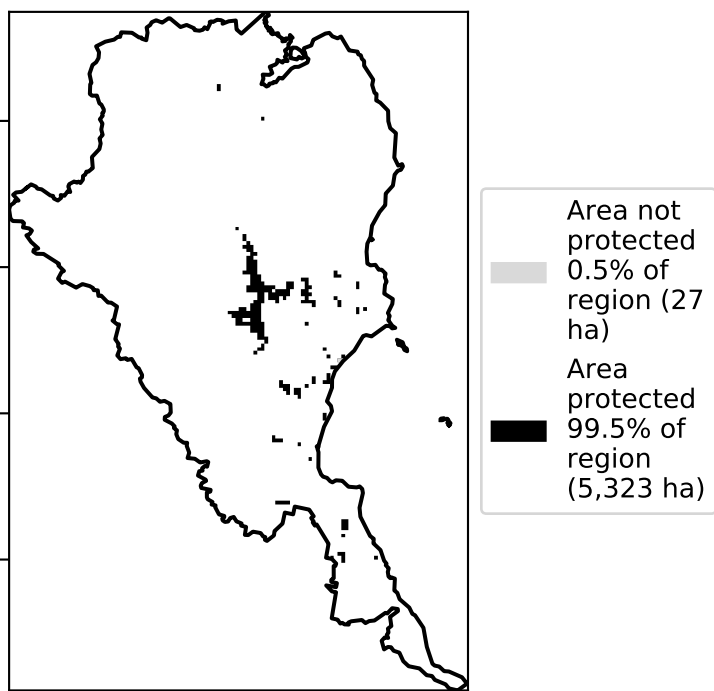 Area not
protected
0.5% of
region (27
ha)
Area
protected
99.5% of
region
(5,323 ha)